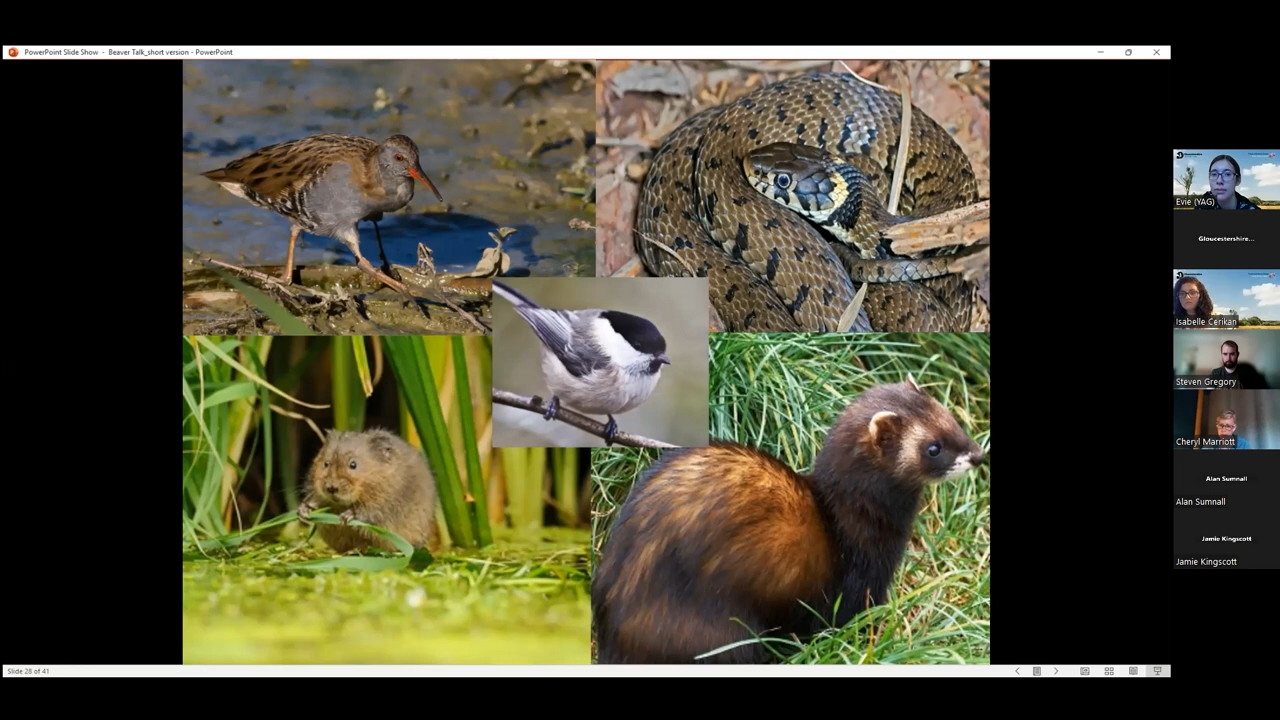 PowerPoint Slide Show - Beaver Talk_short version - PowerPoint
Evie (YAG)
Gloucestershire...
Isabelle Cerikan
Steven Gregory
Cheryl Marriott
Alan Sumnall
Alan Sumnall
Jamie Kingscott
Jamie Kingscott
Slide 28 of 41